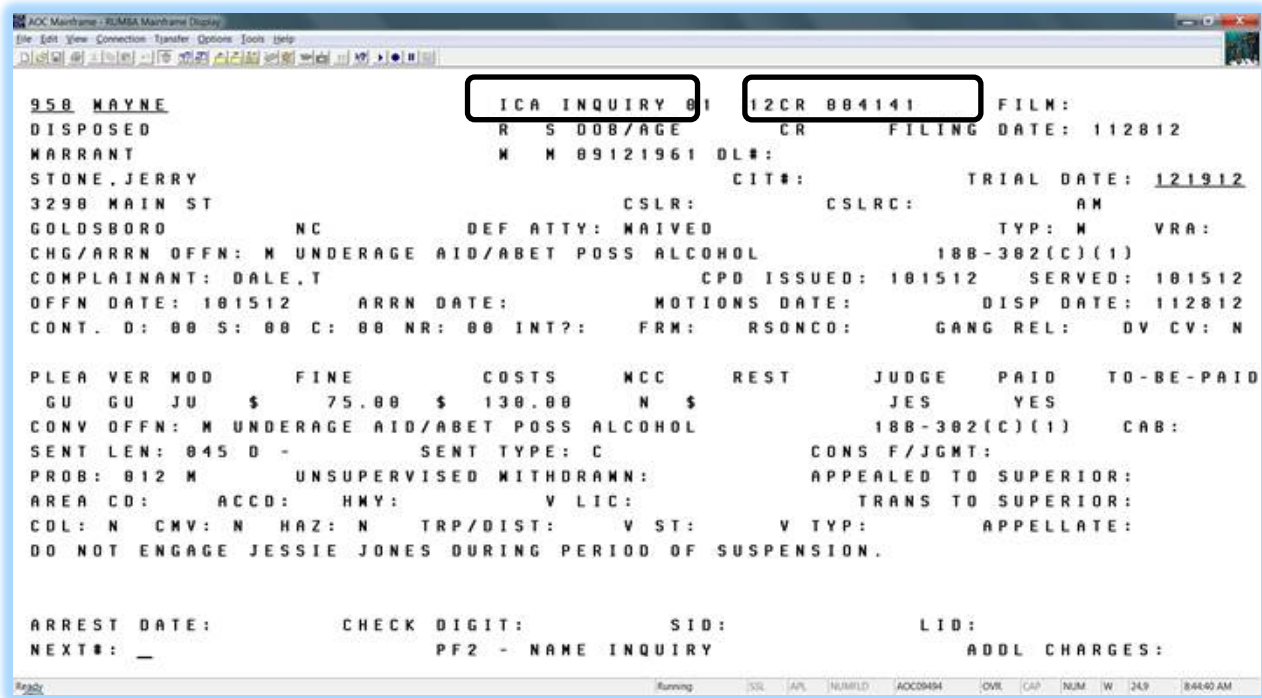 AOC Mainframe - RUMBA Mainframe Display
File Edit View Connection Transfer Options Tools Help
950 WAYNE ICA INQUIRY 01 12CR 004141 FILM:
DISPOSED R S DOB/AGE CR FILING DATE: 112812
WARRANT W M 09121961 DL#:
STONE,JERRY CIT#: TRIAL DATE: 121912
3290 MAIN ST CSLR: CSLRC: AM
GOLDSBORO NC DEF ATTY: WAIVED TYP: W VRA:
CHG/ARRN OFFN: M UNDERAGE AID/ABET POSS ALCOHOL 18B-302(C)(1)
COMPLAINANT: DALE,T CPD ISSUED: 101512 SERVED: 101512
OFFN DATE: 101512 ARRN DATE: MOTIONS DATE: DISP DATE: 112812
CONT. D: 00 S: 00 C: 00 NR: 00 INT?: FRM: RSONCO: GANG REL: DV CV: N
PLEA VER MOD FINE COSTS WCC REST JUDGE PAID TO-BE-PAID
GU GU JU $ 75.00 $ 130.00 N $ JES YES
CONV OFFN: M UNDERAGE AID/ABET POSS ALCOHOL 18B-302(C)(1) CAB:
SENT LEN: 045 D - SENT TYPE: C CONS F/JGMT:
PROB: 012 M UNSUPERVISED WITHDRAWN: APPEALED TO SUPERIOR:
AREA CD: ACCD: HWY: V LIC: TRANS TO SUPERIOR:
CDL: N CMV: N HAZ: N TRP/DIST: V ST: V TYP: APPELLATE:
DO NOT ENGAGE JESSIE JONES DURING PERIOD OF SUSPENSION.
ARREST DATE: CHECK DIGIT: SID: LID:
NEXT#: _ PF2 - NAME INQUIRY ADDL CHARGES:
Ready Running SSL APL NUMFLD AOC09494 OVR CAP NUM W 24,9 8:44:40 AM